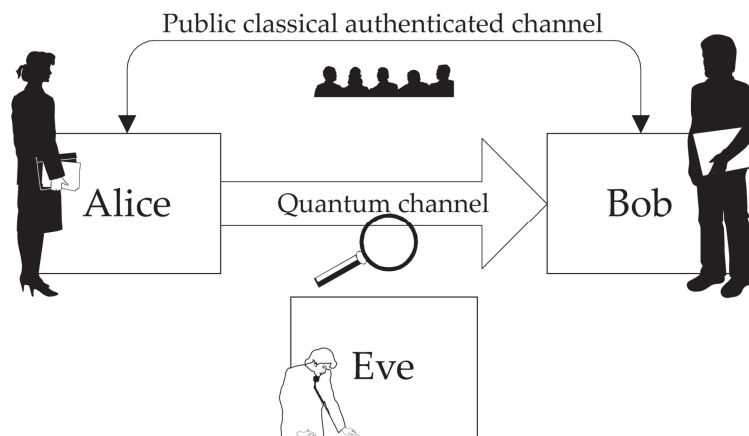 Public classical authenticated channel
Alice
Quantum channel
Bob
Eve